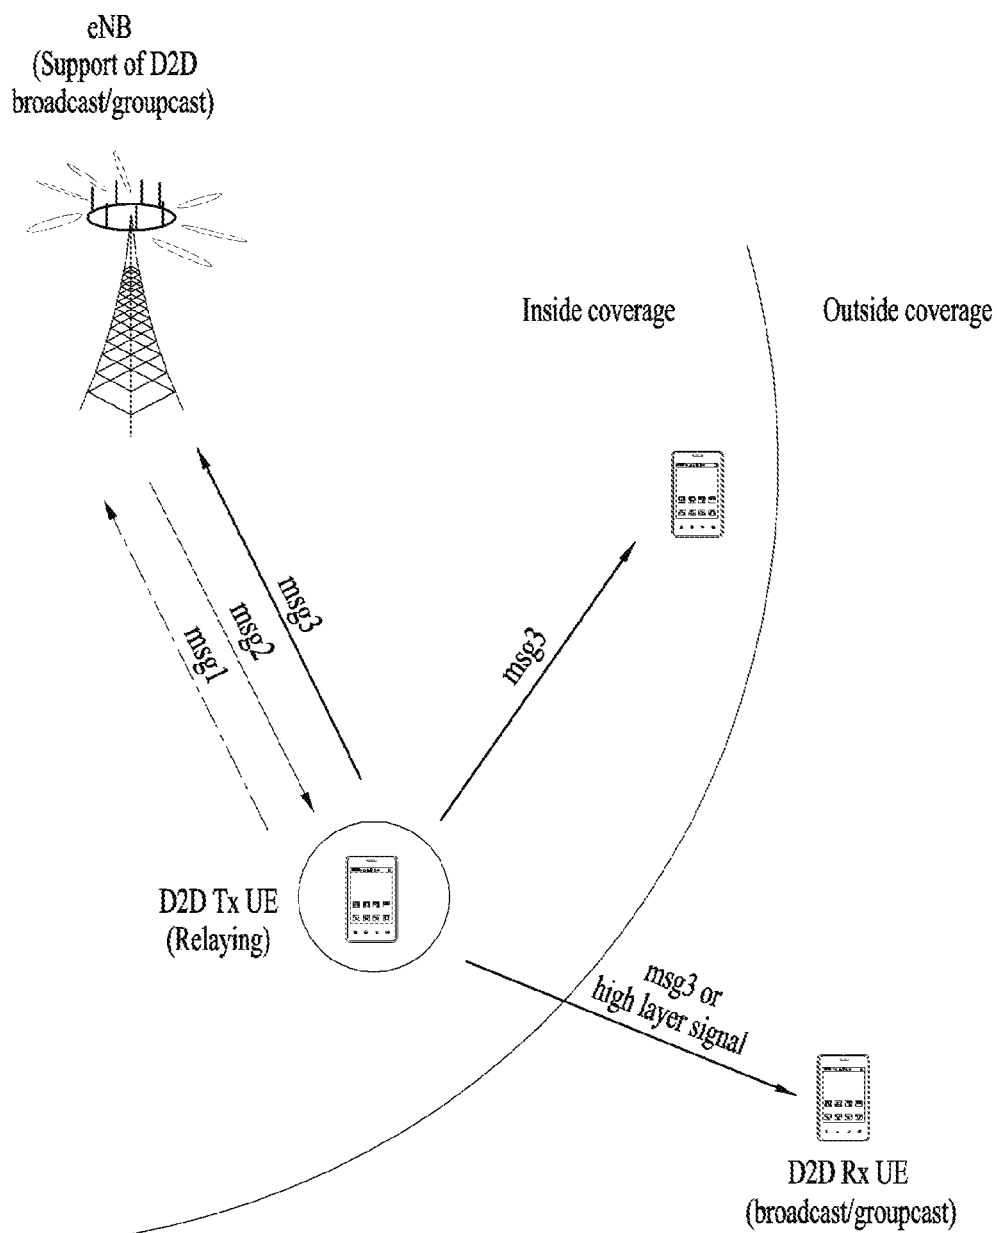 eNB
(Support of D2D
broadcast/groupcast)
Inside coverage
Outside coverage
msg3
msg2
msg1
msg3
D2D Tx UE
(Relaying)
msg3 or
high layer signal
D2D Rx UE
(broadcast/groupcast)